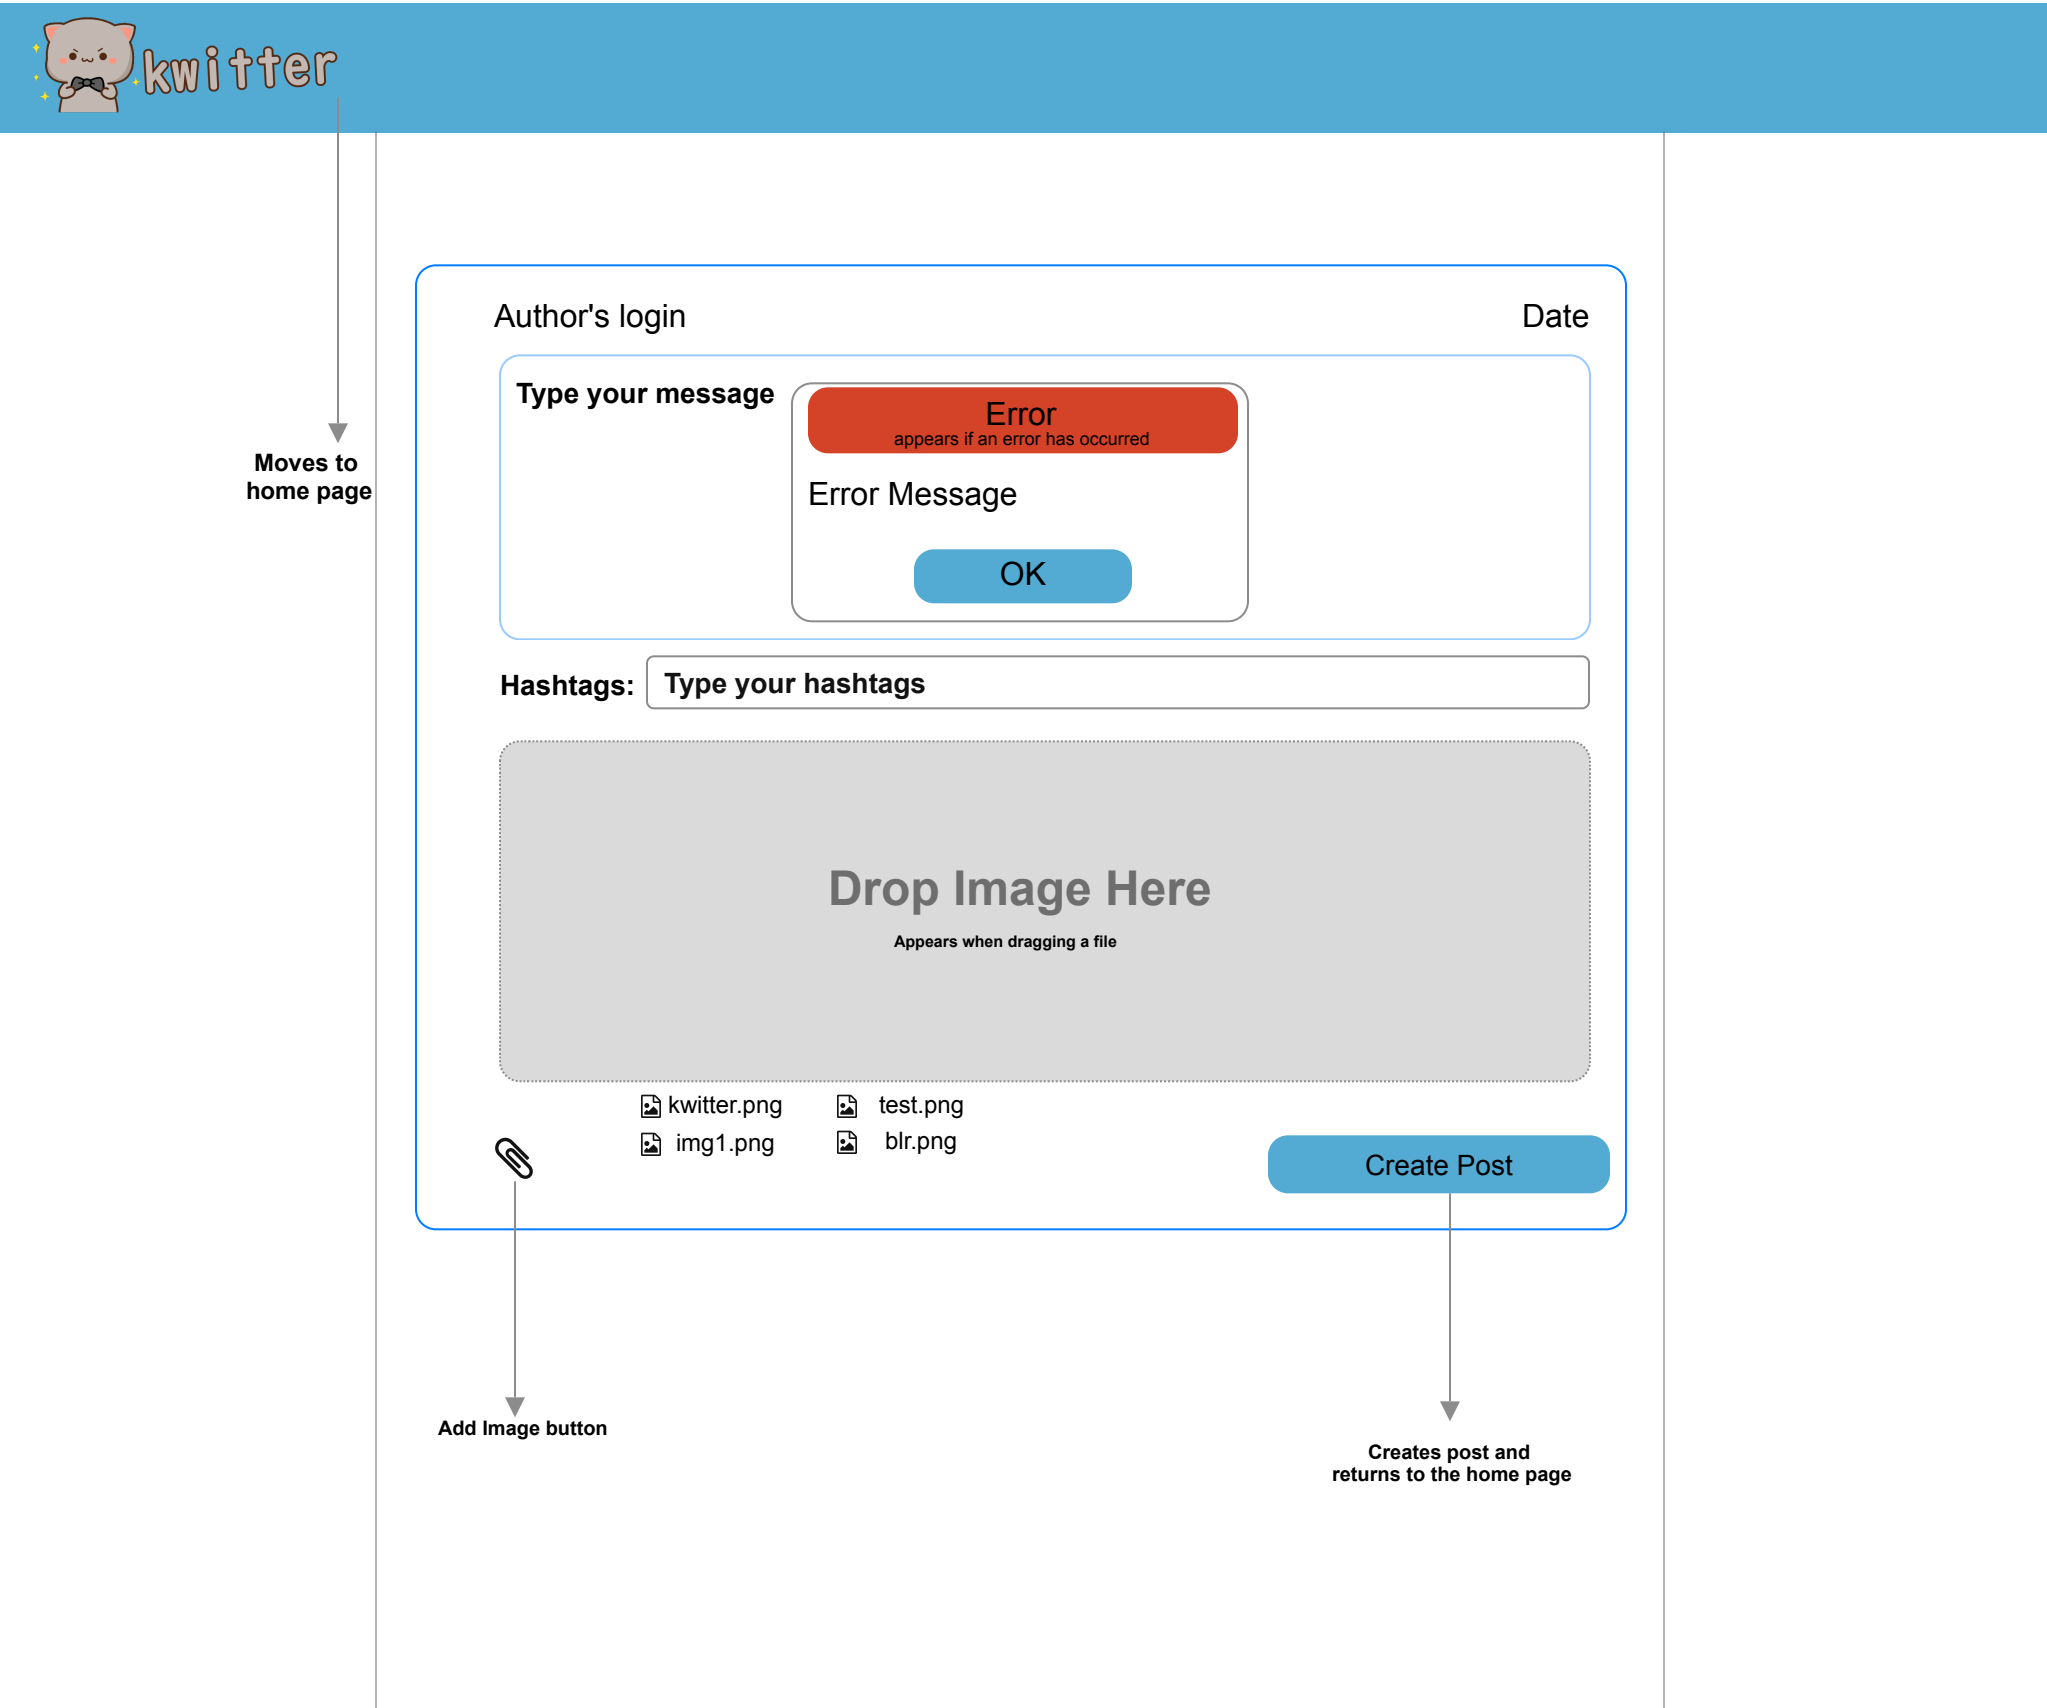 kwitter
Author's login
Date
Type your message
Error
appears if an error has occurred
Moves to
home page
Error Message
OK
Hashtags:
Type your hashtags
Drop Image Here
Appears when dragging a file
kwitter.png
test.png
img1.png
blr.png
Create Post
Add Image button
Creates post and
returns to the home page